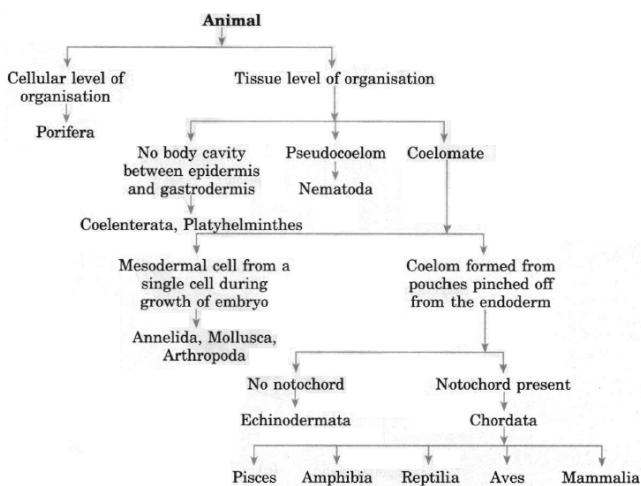 Animal
Cellular level of
organisation
Tissue level of organisation
Porifera
No body cavity
between epidermis
and gastrodermis
Pseudocoelom
Coelomate
Nematoda
Coelenterata, Platyhelminthes
Mesodermal cell from a
single cell during
growth of embryo
Coelom formed from
pouches pinched off
from the endoderm
Annelida, Mollusca,
Arthropoda
No notochord
Notochord present
Echinodermata
Chordata
Pisces
Amphibia
Reptilia
Aves
Mammalia